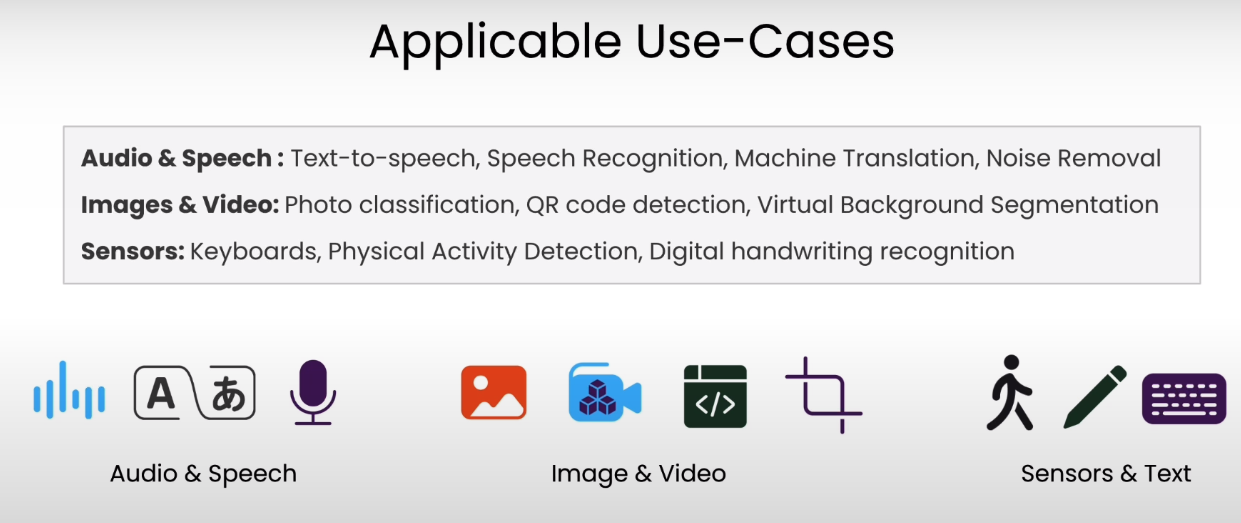 Applicable Use-Cases
Audio & Speech : Text-to-speech, Speech Recognition, Machine Translation, Noise Removal
Images & Video: Photo classification, QR code detection, Virtual Background Segmentation
Sensors: Keyboards, Physical Activity Detection, Digital handwriting recognition
A あ
</>
Audio & Speech
Image & Video
Sensors & Text